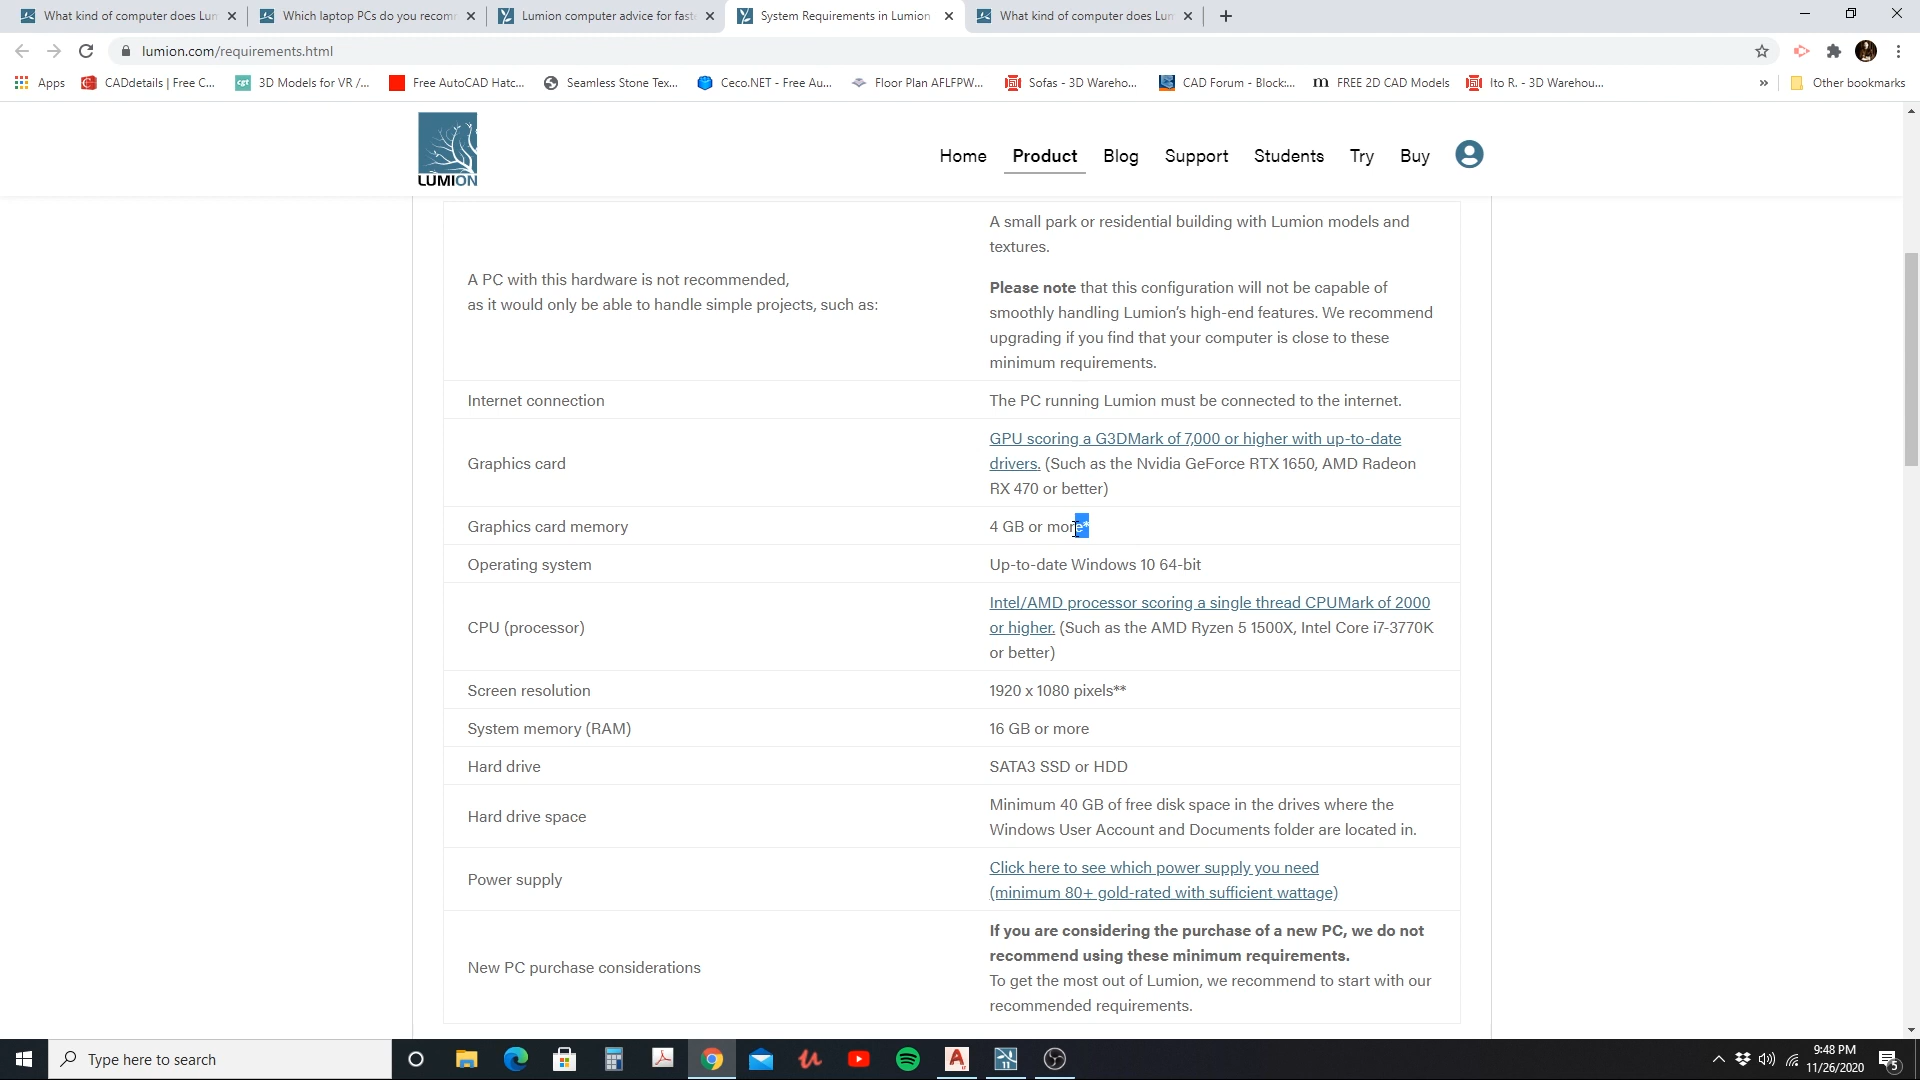 What kind of computer does Lun
Which laptop PCs do you recomr
Lumion computer advice for fast
System Requirements in Lumion
What kind of computer does Lun
lumion.com/requirements.html
Apps
CADdetails | Free C...
3D Models for VR /...
Free AutoCAD Hatc...
Seamless Stone Tex...
Ceco.NET - Free Au...
Floor Plan AFLFPW...
Sofas - 3D Wareho...
CAD Forum - Block:...
FREE 2D CAD Models
Ito R. - 3D Warehou...
»
Other bookmarks
LUMION
Home
Product
Blog
Support
Students
Try
Buy
A PC with this hardware is not recommended,
as it would only be able to handle simple projects, such as:
A small park or residential building with Lumion models and
textures.
Please note that this configuration will not be capable of
smoothly handling Lumion's high-end features. We recommend
upgrading if you find that your computer is close to these
minimum requirements.
Internet connection
The PC running Lumion must be connected to the internet.
Graphics card
GPU scoring a G3DMark of 7,000 or higher with up-to-date
drivers. (Such as the Nvidia GeForce RTX 1650, AMD Radeon
RX 470 or better)
Graphics card memory
4 GB or more*
Operating system
Up-to-date Windows 10 64-bit
CPU (processor)
Intel/AMD processor scoring a single thread CPUMark of 2000
or higher. (Such as the AMD Ryzen 5 1500X, Intel Core i7-3770K
or better)
Screen resolution
1920 x 1080 pixels**
System memory (RAM)
16 GB or more
Hard drive
SATA3 SSD or HDD
Hard drive space
Minimum 40 GB of free disk space in the drives where the
Windows User Account and Documents folder are located in.
Power supply
Click here to see which power supply you need
(minimum 80+ gold-rated with sufficient wattage)
New PC purchase considerations
If you are considering the purchase of a new PC, we do not
recommend using these minimum requirements.
To get the most out of Lumion, we recommend to start with our
recommended requirements.
Type here to search
9:48 PM
11/26/2020
5